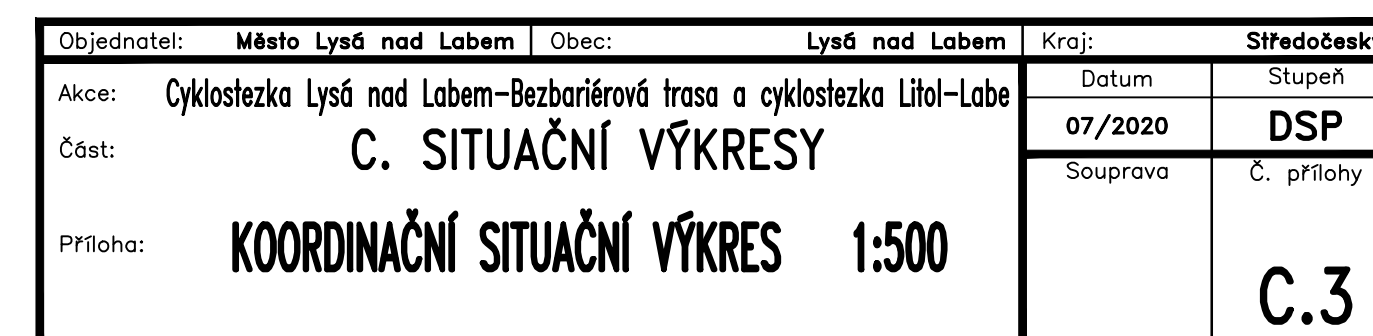 Objednatel: Město Lysá nad Labem Obec: Lysá nad Labem Kraj: Středočesk
Akce: Cyklostezka Lysá nad Labem-Bezbariérová trasa a cyklostezka Litol-Labe
Datum Stupeň
07/2020 DSP
Část: C. SITUAČNÍ VÝKRESY
Souprava Č. přílohy
Příloha: KOORDINAČNÍ SITUAČNÍ VÝKRES 1:500
C.3